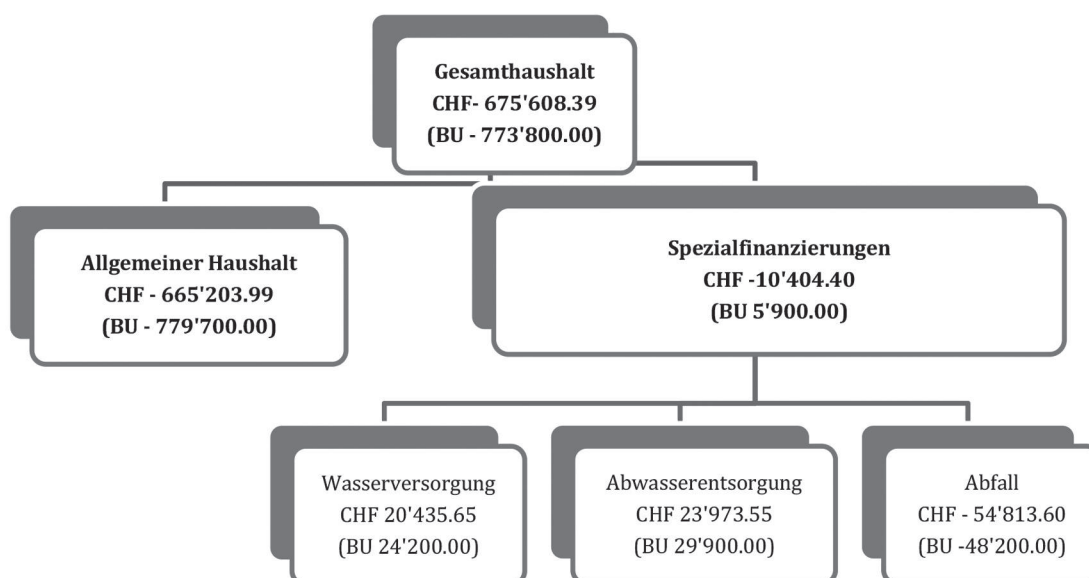 Gesamthaushalt
CHF- 675'608.39
(BU - 773'800.00)
Allgemeiner Haushalt
CHF - 665'203.99
(BU - 779'700.00)
Spezialfinanzierungen
CHF -10'404.40
(BU 5'900.00)
Wasserversorgung
CHF 20'435.65
(BU 24'200.00)
Abwasserentsorgung
CHF 23'973.55
(BU 29'900.00)
Abfall
CHF - 54'813.60
(BU -48'200.00)